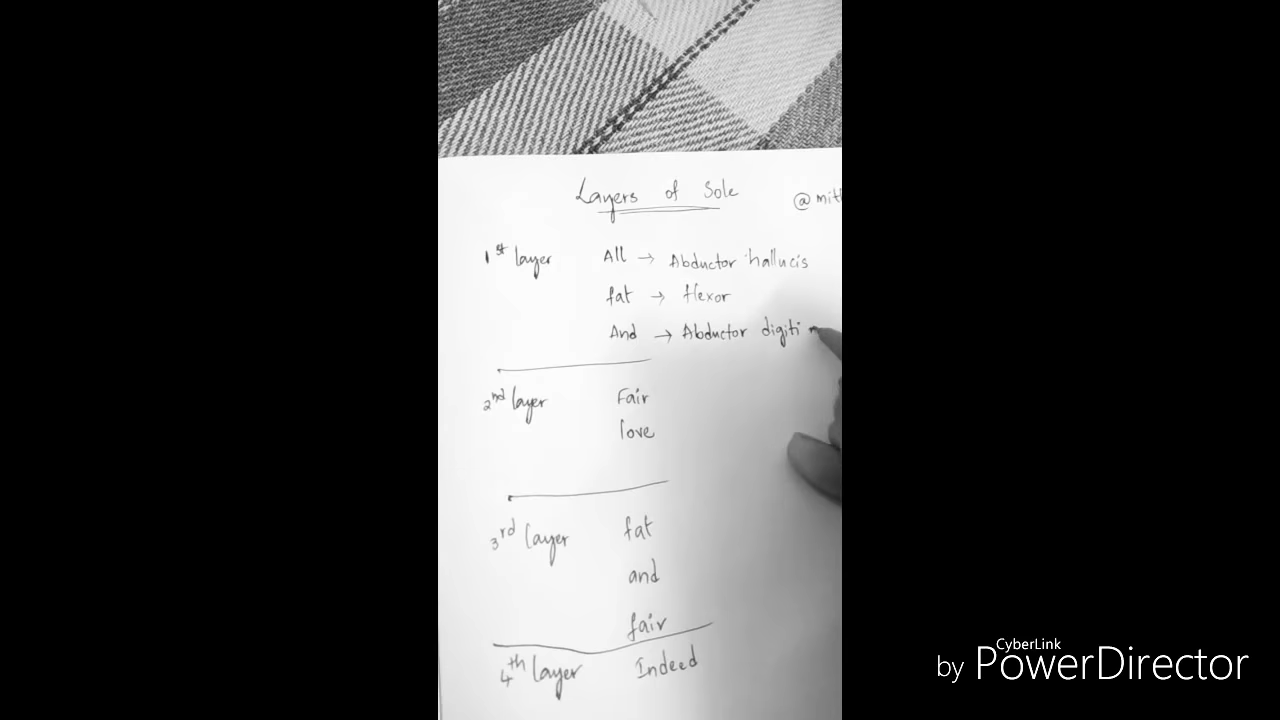 Layers of Sole
@mitl
1st layer All → Abductor hallucis
fat → flexor
And → Abductor digiti
2nd layer Fair
love
3rd layer fat
and
fair
4th layer Indeed
CyberLink
by PowerDirector